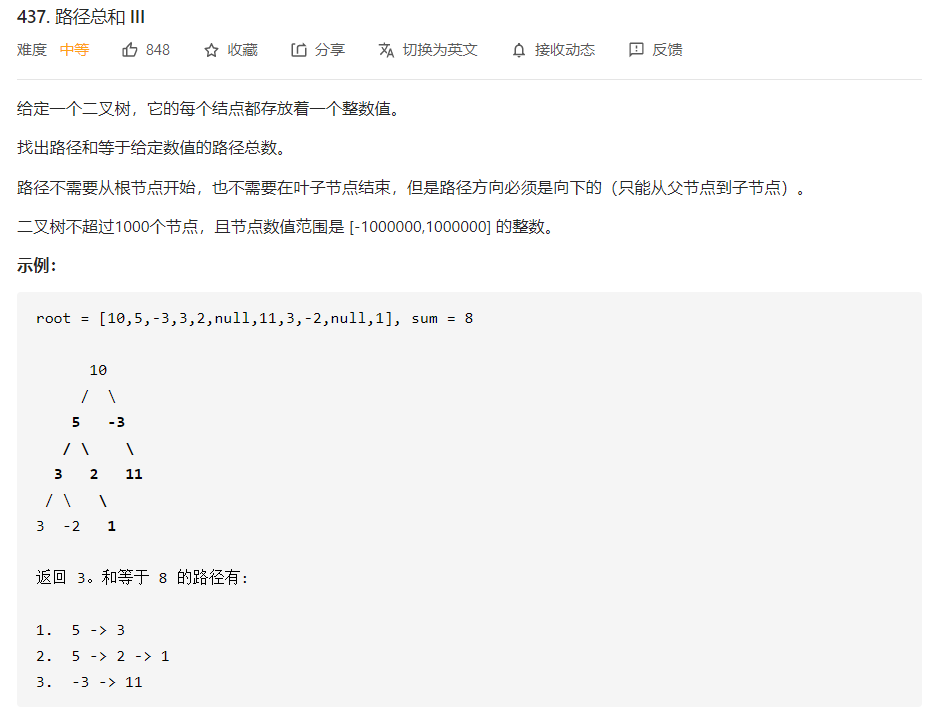 437. 路径总和 III
难度 中等 848 收藏 分享 切换为英文 接收动态 反馈
给定一个二叉树，它的每个结点都存放着一个整数值。
找出路径和等于给定数值的路径总数。
路径不需要从根节点开始，也不需要在叶子节点结束，但是路径方向必须是向下的（只能从父节点到子节点）。
二叉树不超过1000个节点，且节点数值范围是 [-1000000,1000000] 的整数。
示例：
root = [10,5,-3,3,2,null,11,3,-2,null,1], sum = 8
      10
     /  \
    5   -3
   / \    \
  3   2   11
 / \   \
3  -2   1
返回 3。和等于 8 的路径有:
1.  5 -> 3
2.  5 -> 2 -> 1
3.  -3 -> 11